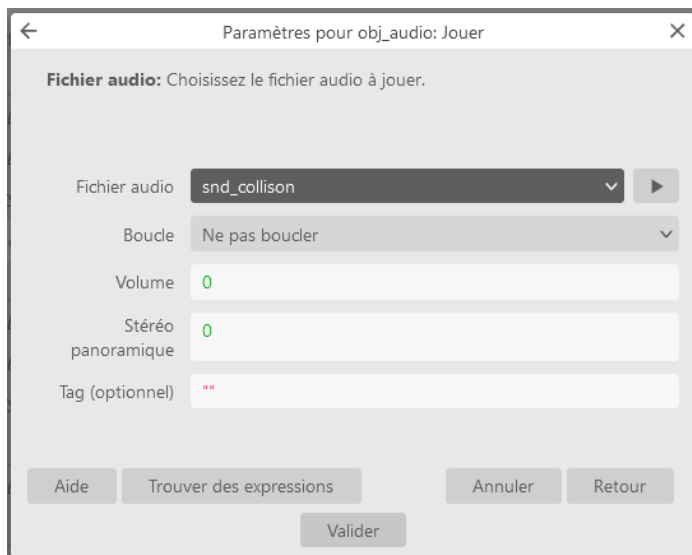 Paramètres pour obj_audio: Jouer
Fichier audio: Choisissez le fichier audio à jouer.
Fichier audio snd_collison
Boucle Ne pas boucler
Volume 0
Stéréo
panoramique 0
Tag (optionnel) ""
Aide Trouver des expressions Annuler Retour
Valider